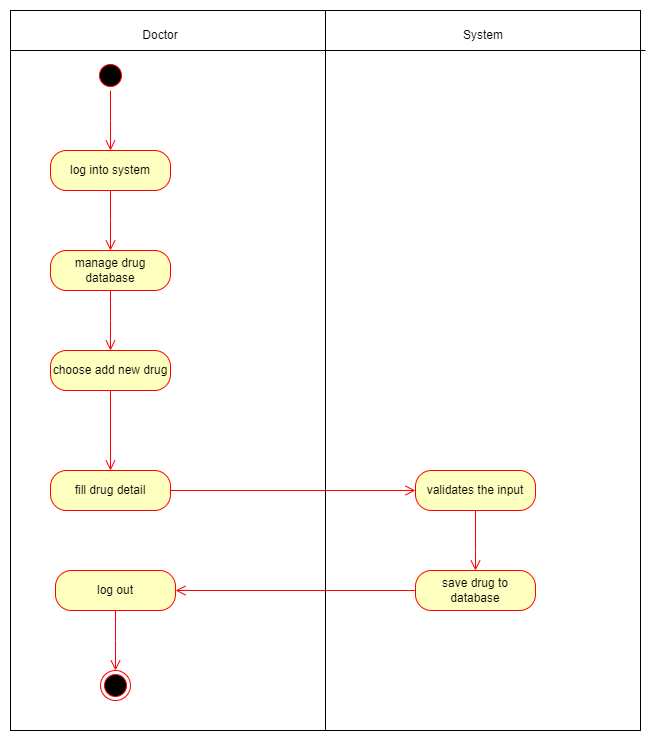 Doctor
System
log into system
manage drug
database
choose add new drug
fill drug detail
validates the input
log out
save drug to
database